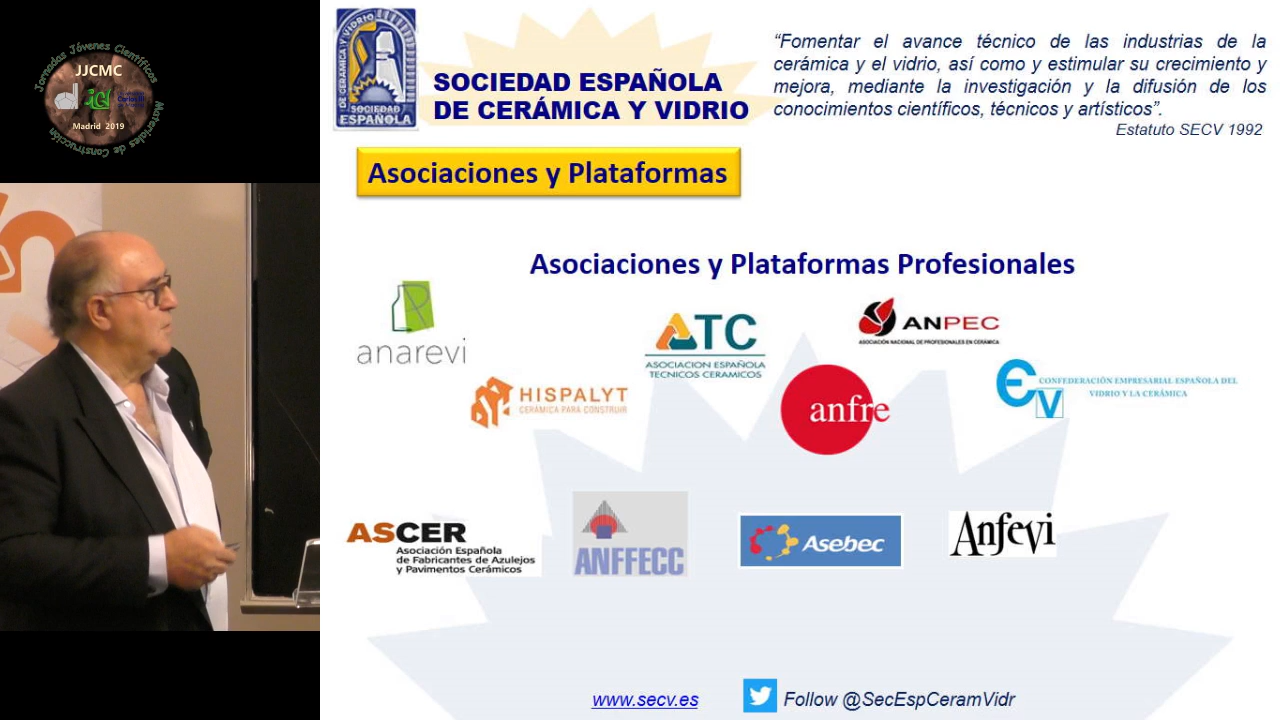 Jornadas Jóvenes Científicos
JJCMC
Madrid 2019
Materiales de Construcción
DE CERÁMICA Y VIDRIO
SOCIEDAD
ESPAÑOLA
SOCIEDAD ESPAÑOLA
DE CERÁMICA Y VIDRIO
“Fomentar el avance técnico de las industrias de la
cerámica y el vidrio, así como y estimular su crecimiento y
mejora, mediante la investigación y la difusión de los
conocimientos científicos, técnicos y artísticos”.
Estatuto SECV 1992
Asociaciones y Plataformas
Asociaciones y Plataformas Profesionales
anarevi
ATC
ASOCIACION ESPAÑOLA
TECNICOS CERAMICOS
ANPEC
ASOCIACIÓN NACIONAL DE PROFESIONALES EN CERÁMICA
HISPALYT
CERÁMICA PARA CONSTRUIR
anfre
ev
CONFEDERACIÓN EMPRESARIAL ESPAÑOLA DEL
VIDRIO Y LA CERÁMICA
ASCER
Asociación Española
de Fabricantes de Azulejos
y Pavimentos Cerámicos
ANFFECC
Asebec
Anfevi
www.secv.es
Follow @SecEspCeramVidr